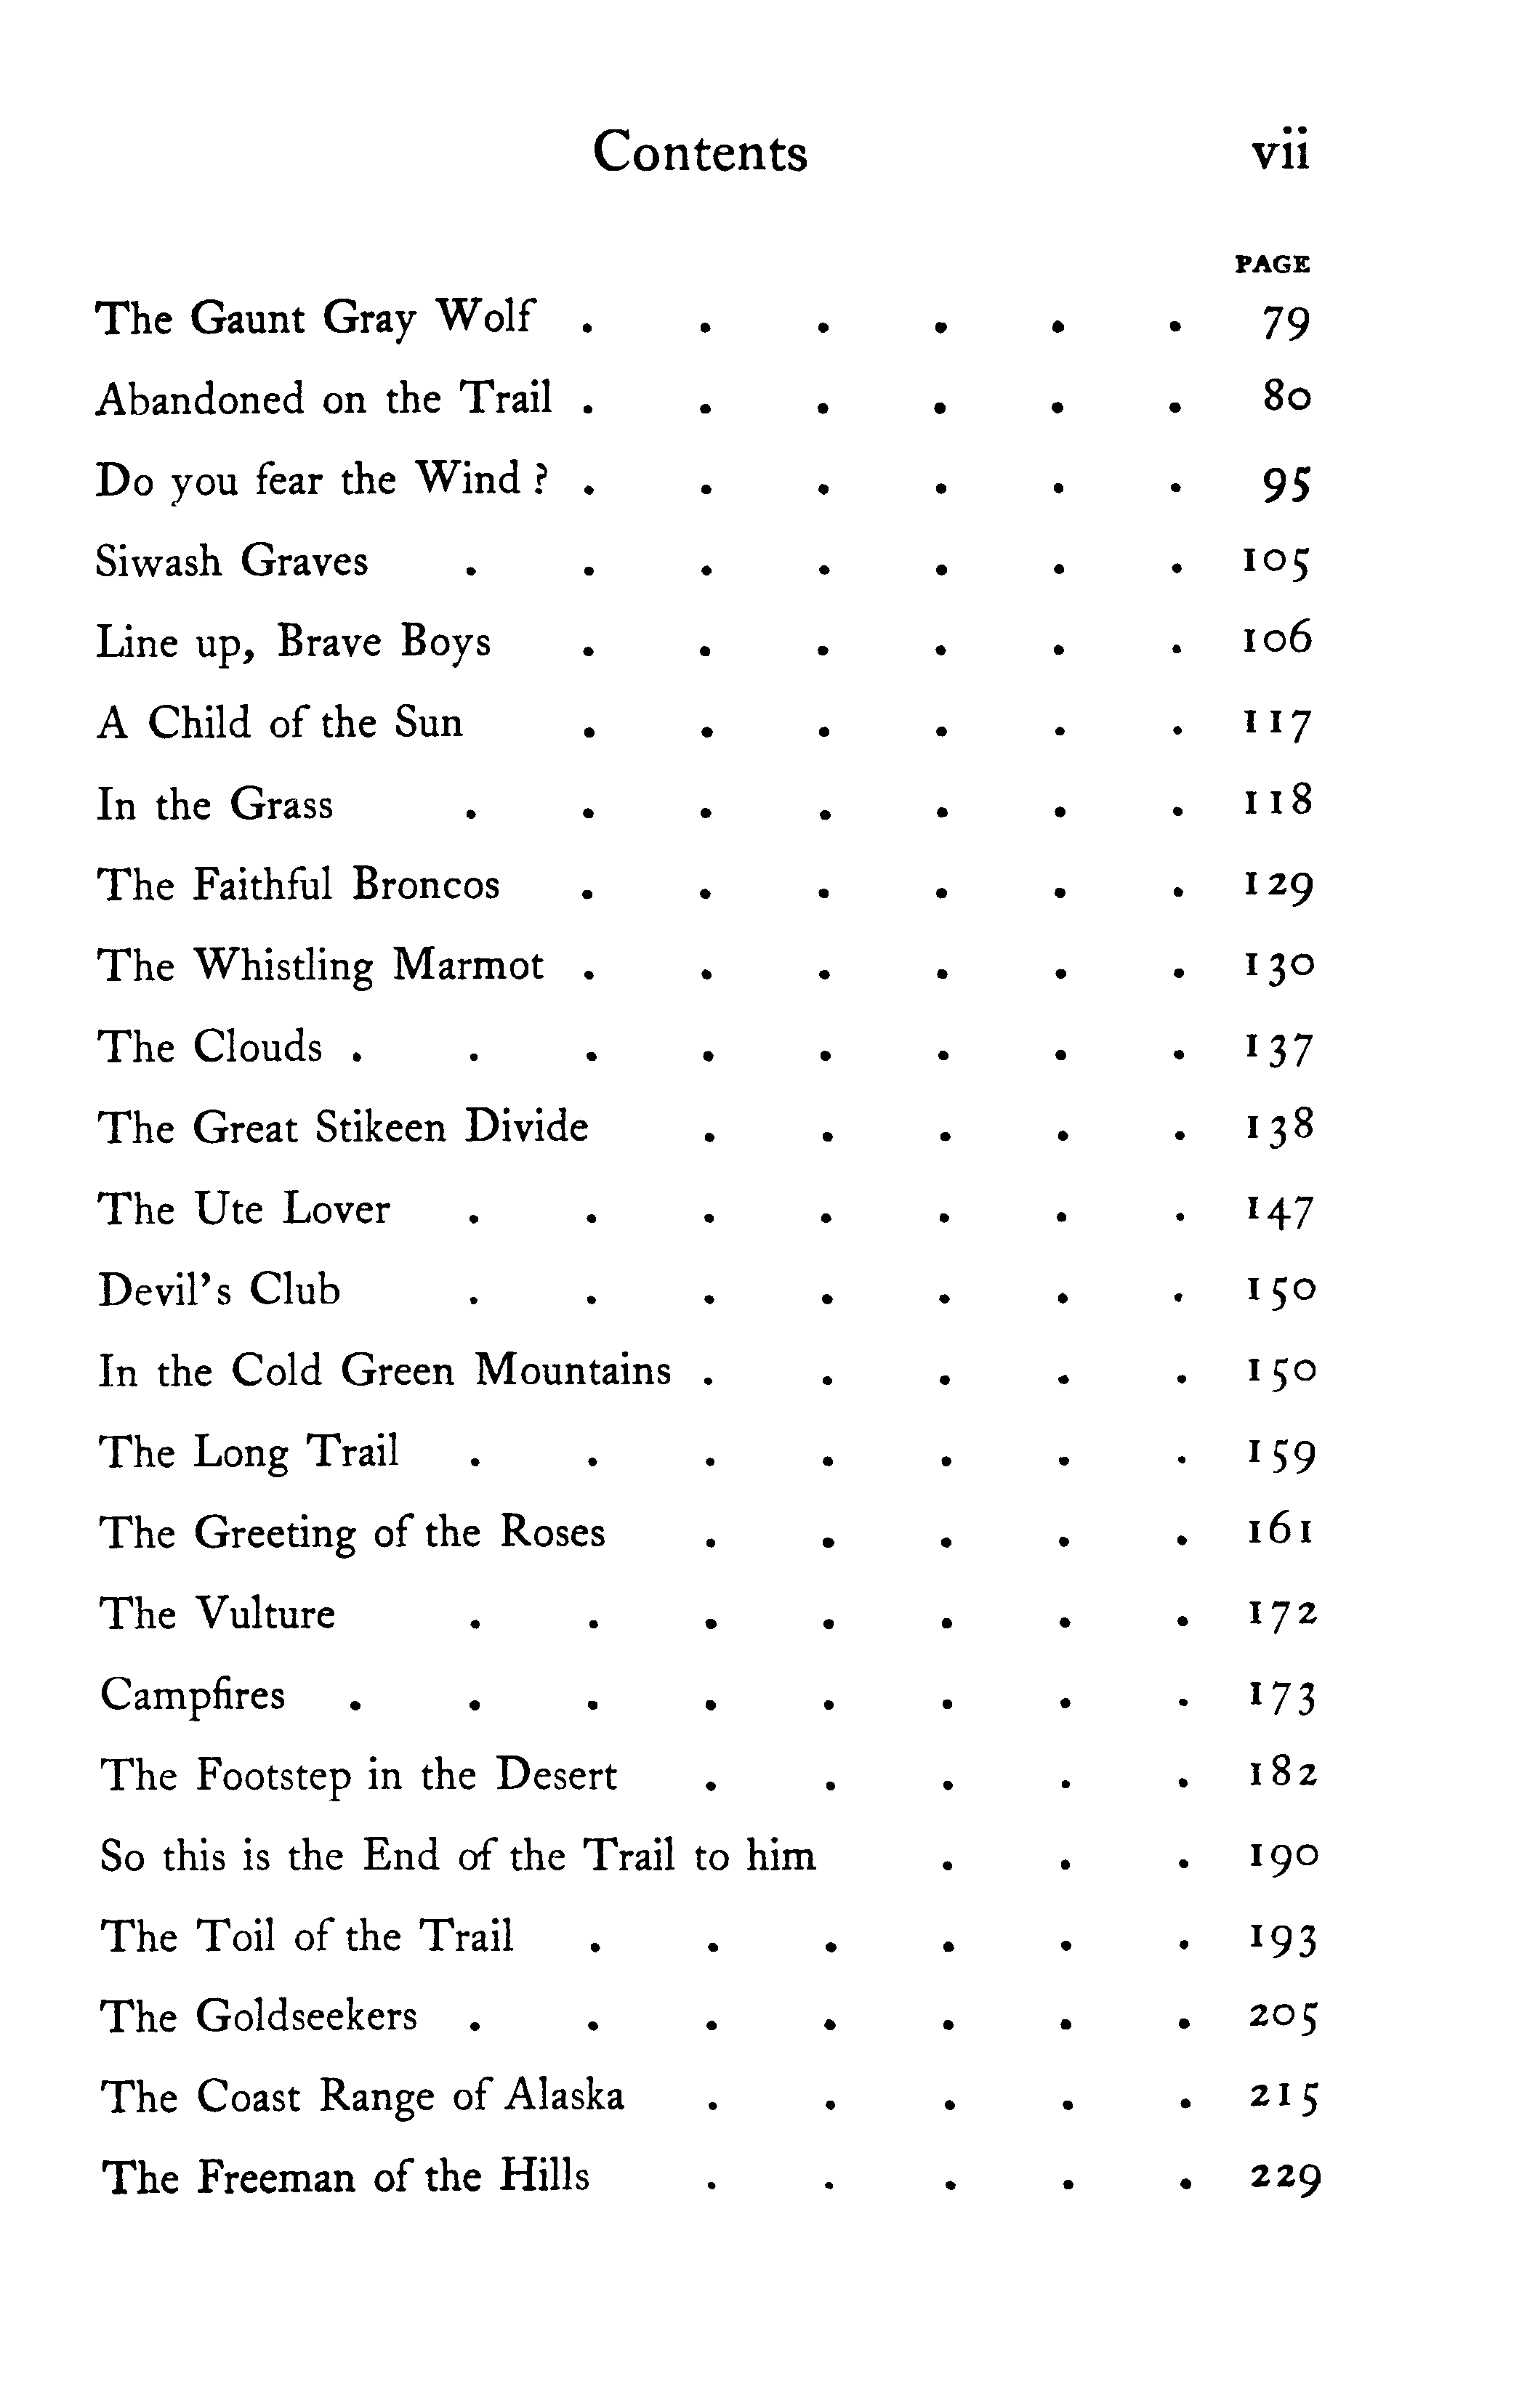 Contents vii
PAGE
The Gaunt Gray Wolf . . . . . . 79
Abandoned on the Trail . . . . . . 80
Do you fear the Wind ? . . . . . . 95
Siwash Graves . . . . . . . 105
Line up, Brave Boys . . . . . . 106
A Child of the Sun . . . . . . 117
In the Grass . . . . . . . 118
The Faithful Broncos . . . . . . 129
The Whistling Marmot . . . . . . 130
The Clouds . . . . . . . . 137
The Great Stikeen Divide . . . . . 138
The Ute Lover . . . . . . . 147
Devil's Club . . . . . . . 150
In the Cold Green Mountains . . . . . 150
The Long Trail . . . . . . . 159
The Greeting of the Roses . . . . . 161
The Vulture . . . . . . . 172
Campfires . . . . . . . . 173
The Footstep in the Desert . . . . . 182
So this is the End of the Trail to him . . . 190
The Toil of the Trail . . . . . . 193
The Goldseekers . . . . . . . 205
The Coast Range of Alaska . . . . . 215
The Freeman of the Hills . . . . . 229